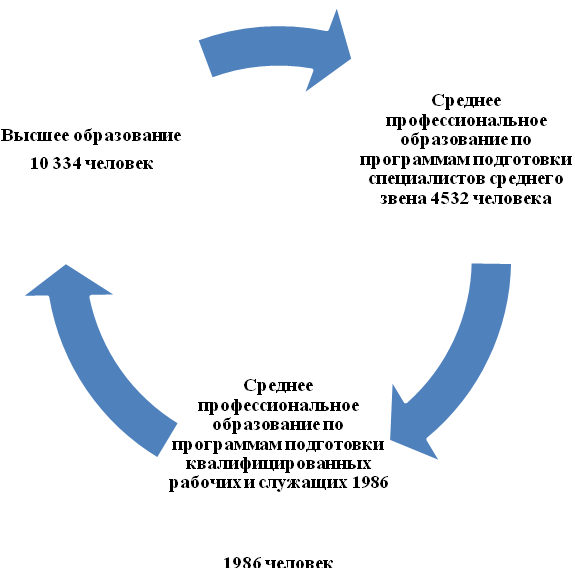 Высшее образование
10 334 человек
Среднее
профессиональное
образование по
программам подготовки
специалистов среднего
звена 4532 человека
Среднее
профессиональное
образование по
программам подготовки
квалифицированных
рабочих и служащих 1986
1986 человек